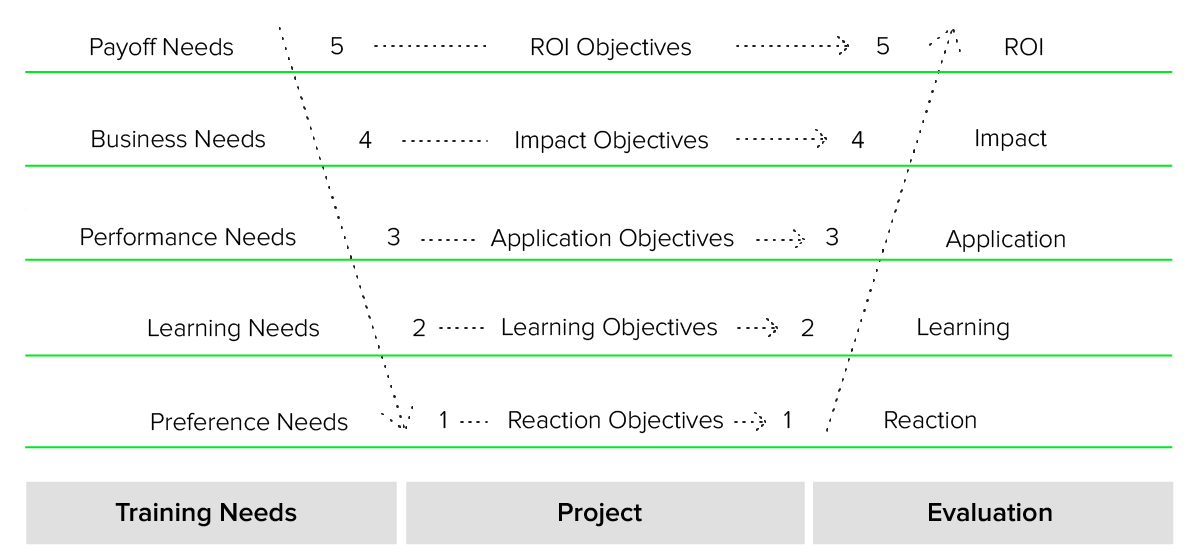 Payoff Needs 5 ROI Objectives 5 ROI
Business Needs 4 Impact Objectives 4 Impact
Performance Needs 3 Application Objectives 3 Application
Learning Needs 2 Learning Objectives 2 Learning
Preference Needs 1 Reaction Objectives 1 Reaction
Training Needs Project Evaluation